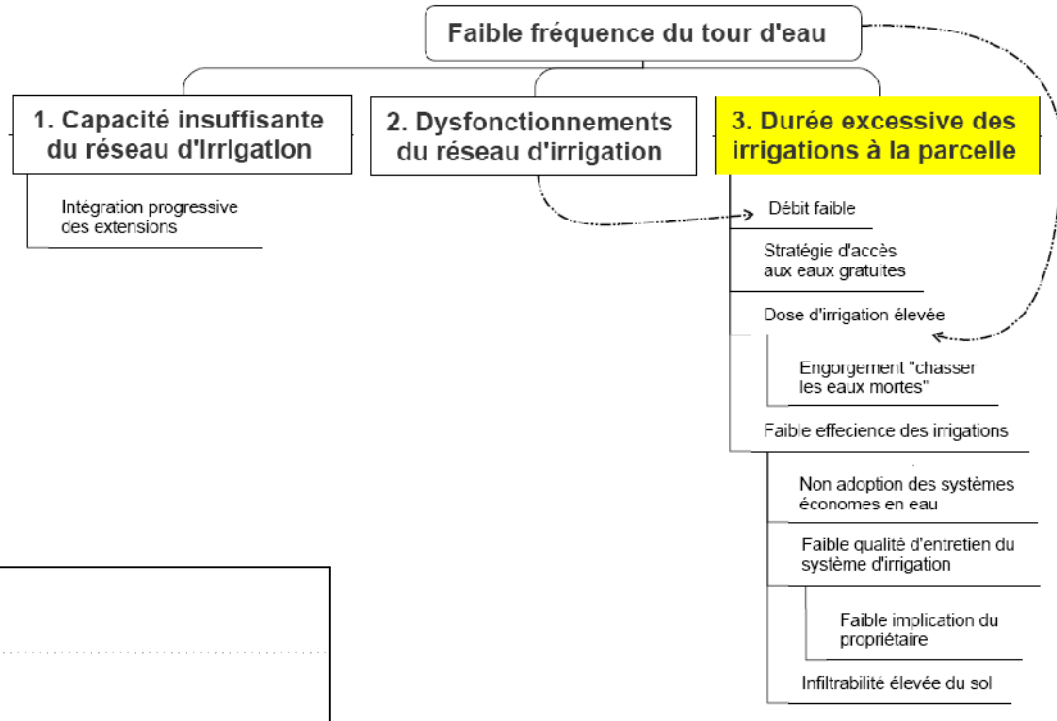 Faible fréquence du tour d'eau
1. Capacité insuffisante
du réseau d'irrigation
2. Dysfonctionnements
du réseau d'irrigation
3. Durée excessive des
irrigations à la parcelle
Intégration progressive
des extensions
Débit faible
Stratégie d'accès
aux eaux gratuites
Dose d'irrigation élevée
Engorgement "chasser
les eaux mortes"
Faible effecience des irrigations
Non adoption des systèmes
économes en eau
Faible qualité d'entretien du
système d'irrigation
Faible implication du
propriétaire
Infiltrabilité élevée du sol